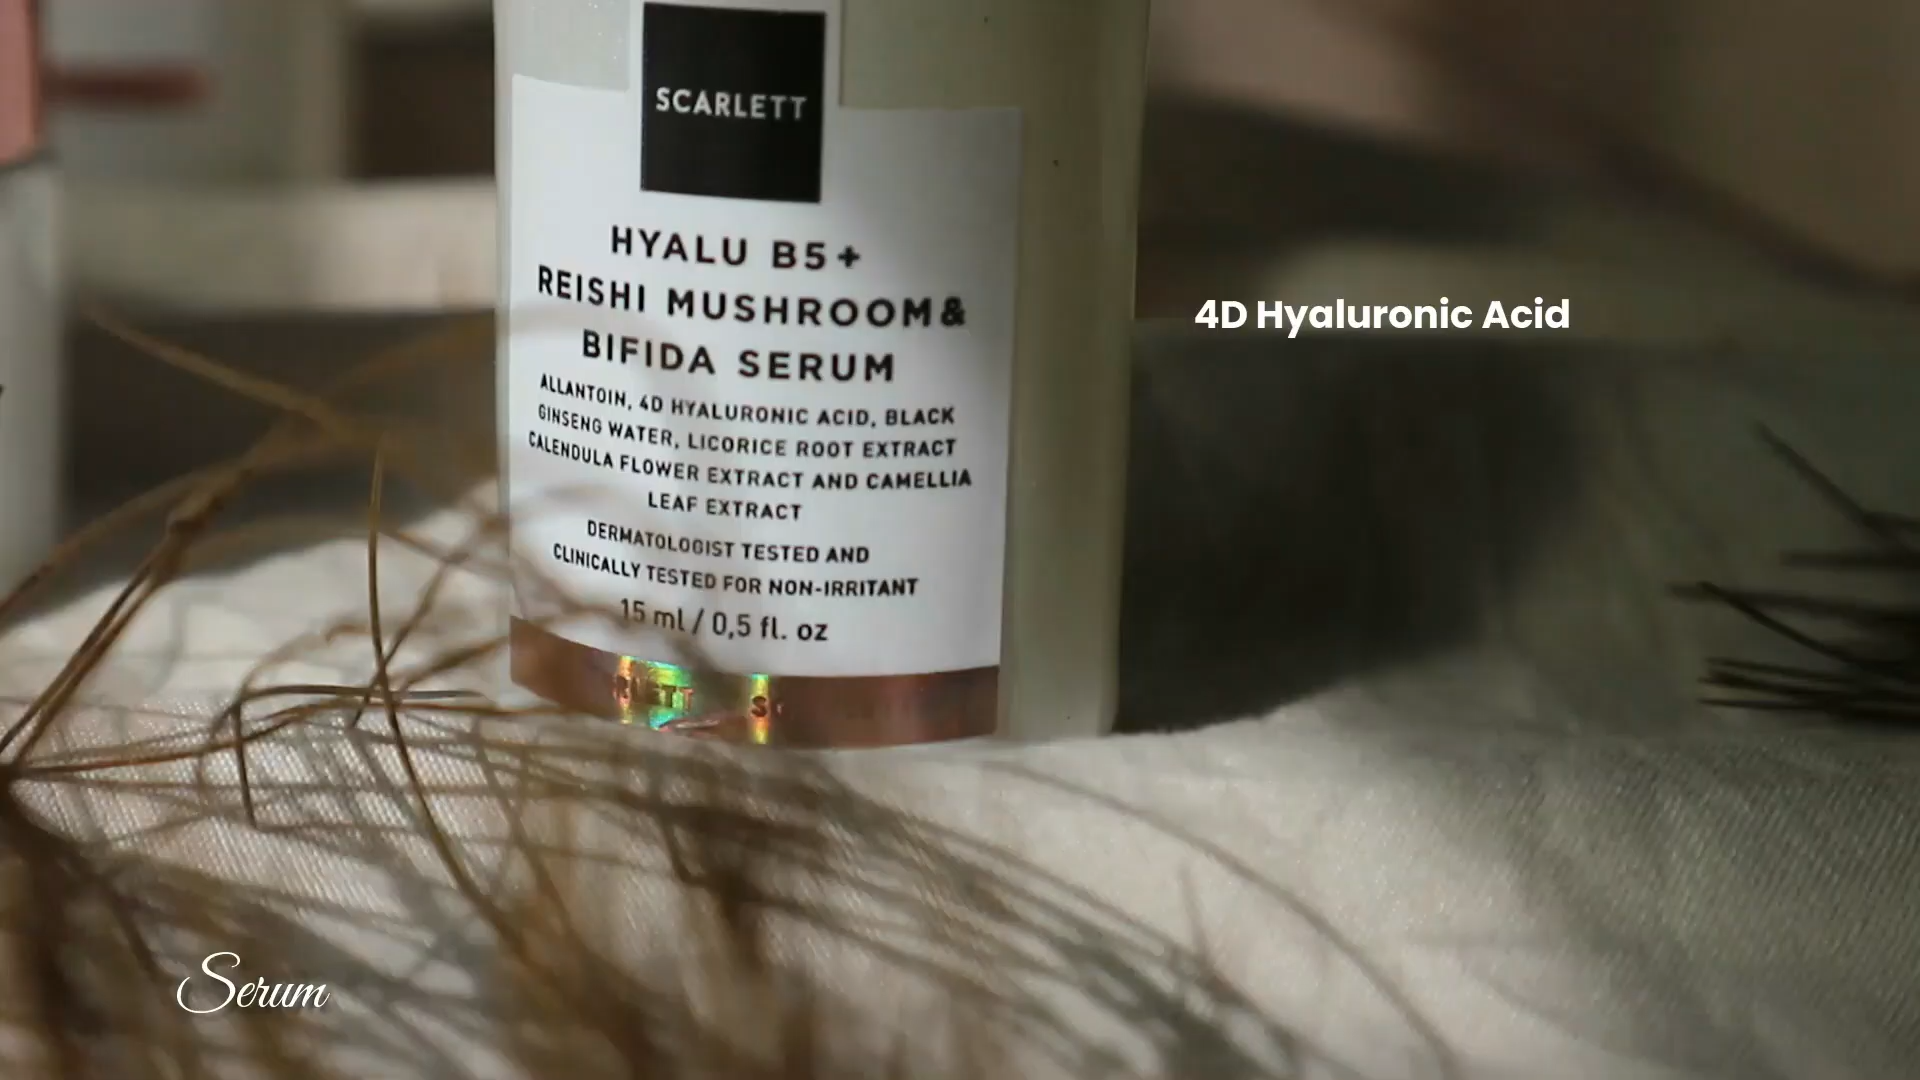 SCARLETT
HYALU B5+
REISHI MUSHROOM&
BIFIDA SERUM
ALLANTOIN, 4D HYALURONIC ACID, BLACK
GINSENG WATER, LICORICE ROOT EXTRACT
CALENDULA FLOWER EXTRACT AND CAMELLIA
LEAF EXTRACT
DERMATOLOGIST TESTED AND
CLINICALLY TESTED FOR NON-IRRITANT
15 ml / 0,5 fl. oz
4D Hyaluronic Acid
Serum